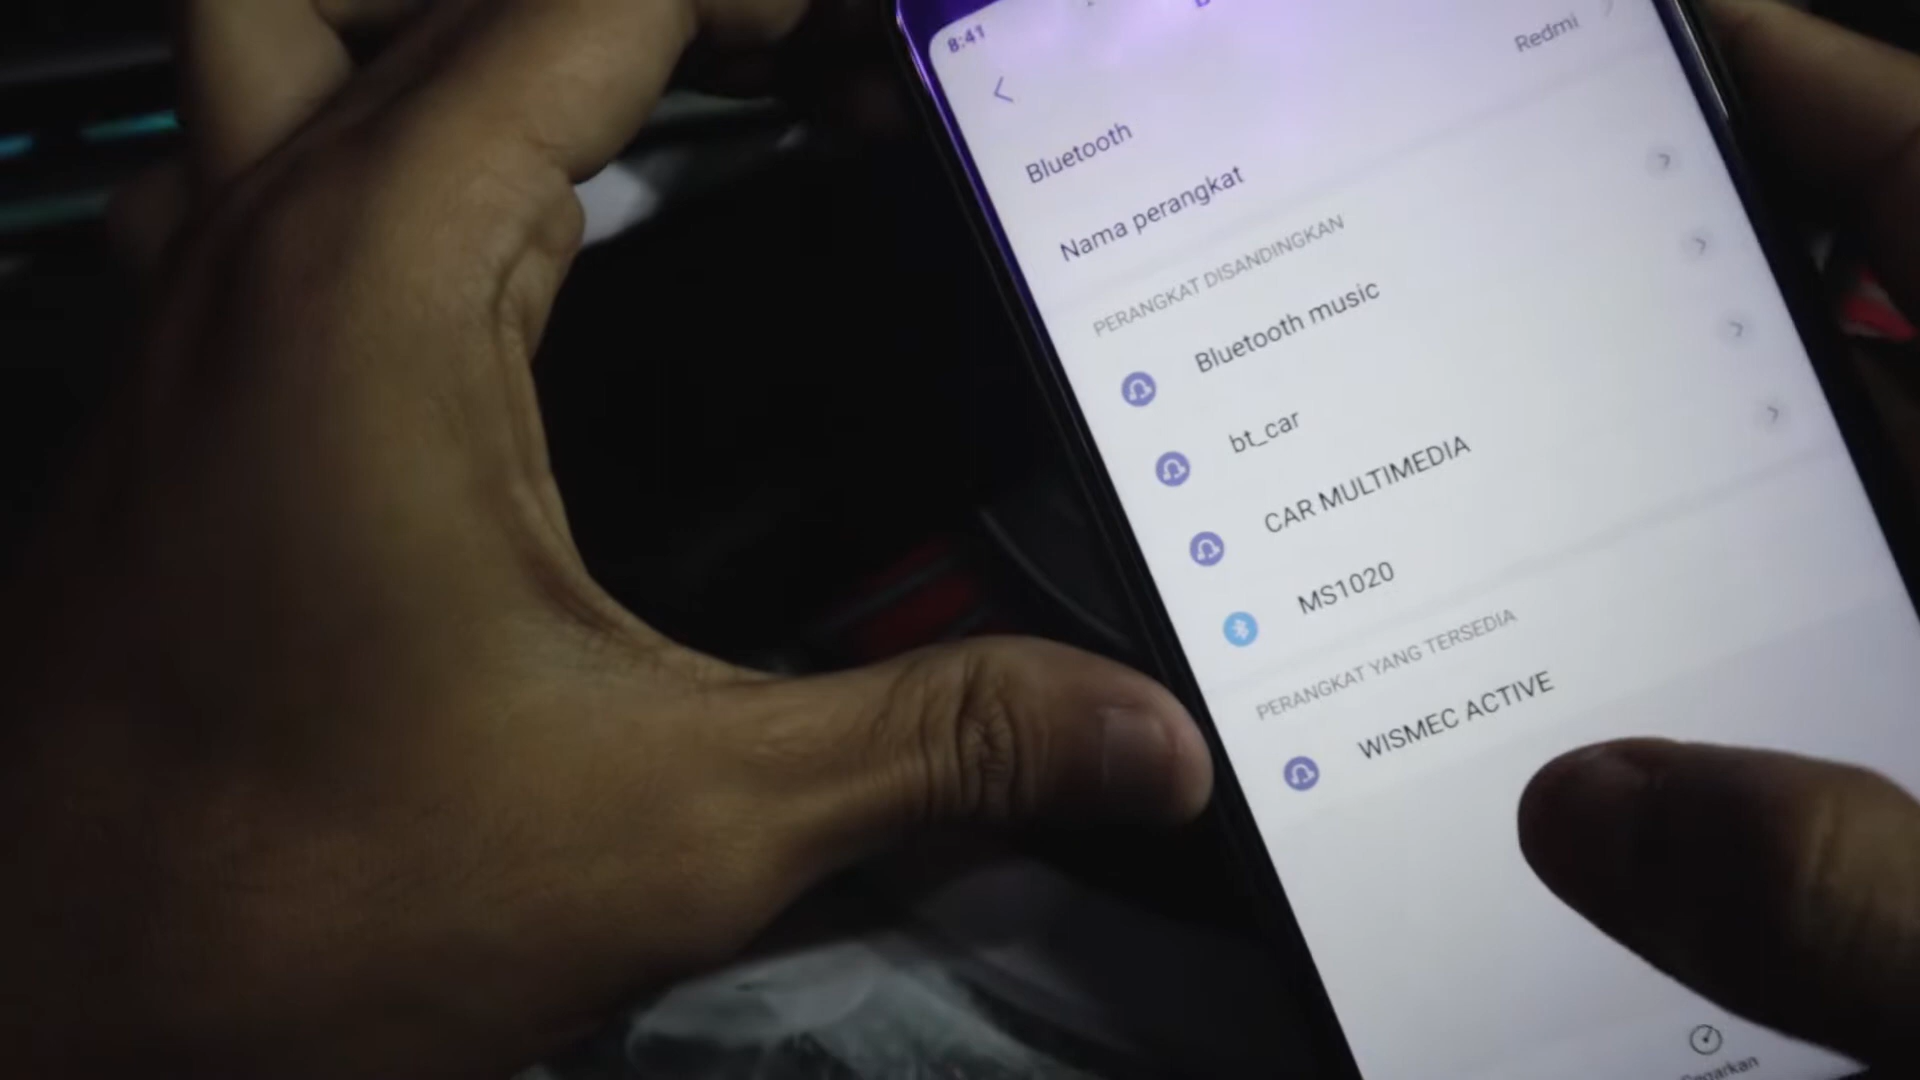 8:41
Bluetooth
Nama perangkat
Redmi
PERANGKAT DISANDINGKAN
Bluetooth music
bt_car
CAR MULTIMEDIA
MS1020
PERANGKAT YANG TERSEDIA
WISMEC ACTIVE